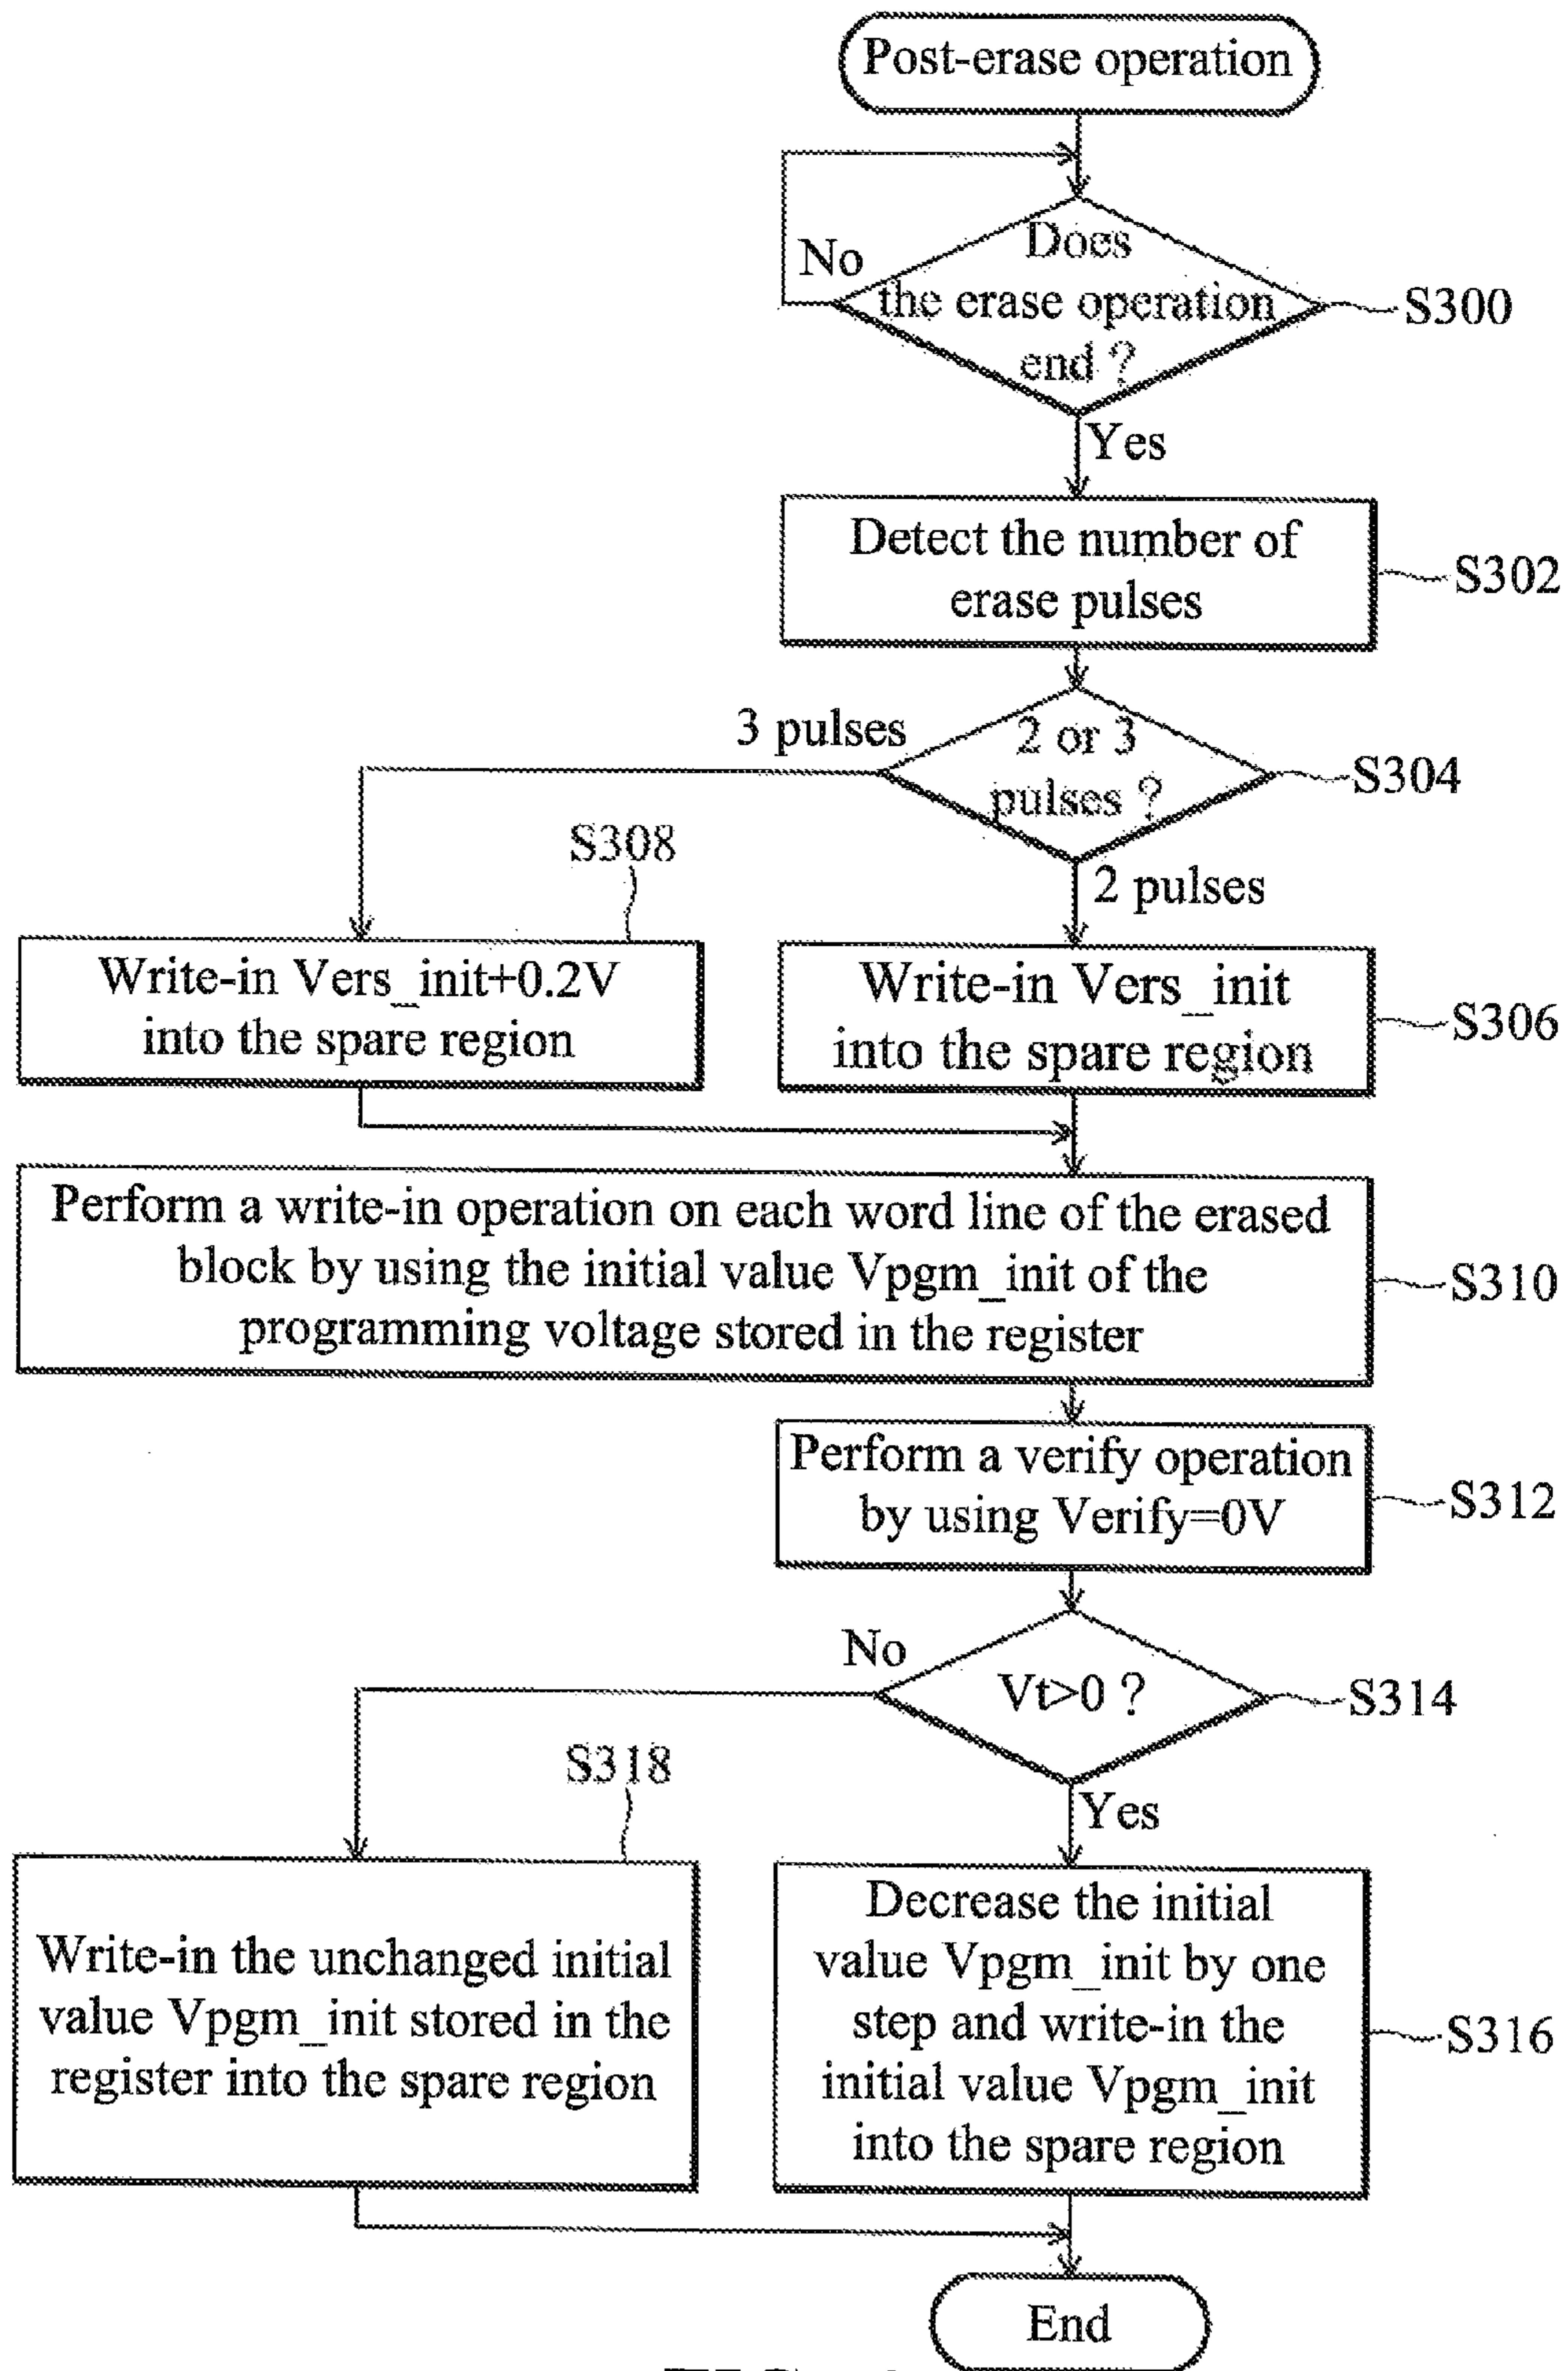 Post-erase operation
No
Does
the erase operation
end ?
S300
Yes
Detect the number of
erase pulses
S302
3 pulses
2 or 3
pulses ?
S304
S308
2 pulses
Write-in Vers_init+0.2V
into the spare region
Write-in Vers_init
into the spare region
S306
Perform a write-in operation on each word line of the erased
block by using the initial value Vpgm_init of the
programming voltage stored in the register
S310
Perform a verify operation
by using Verify=0V
S312
No
Vt>0 ?
S314
S318
Yes
Write-in the unchanged initial
value Vpgm_init stored in the
register into the spare region
Decrease the initial
value Vpgm_init by one
step and write-in the
initial value Vpgm_init
into the spare region
S316
End